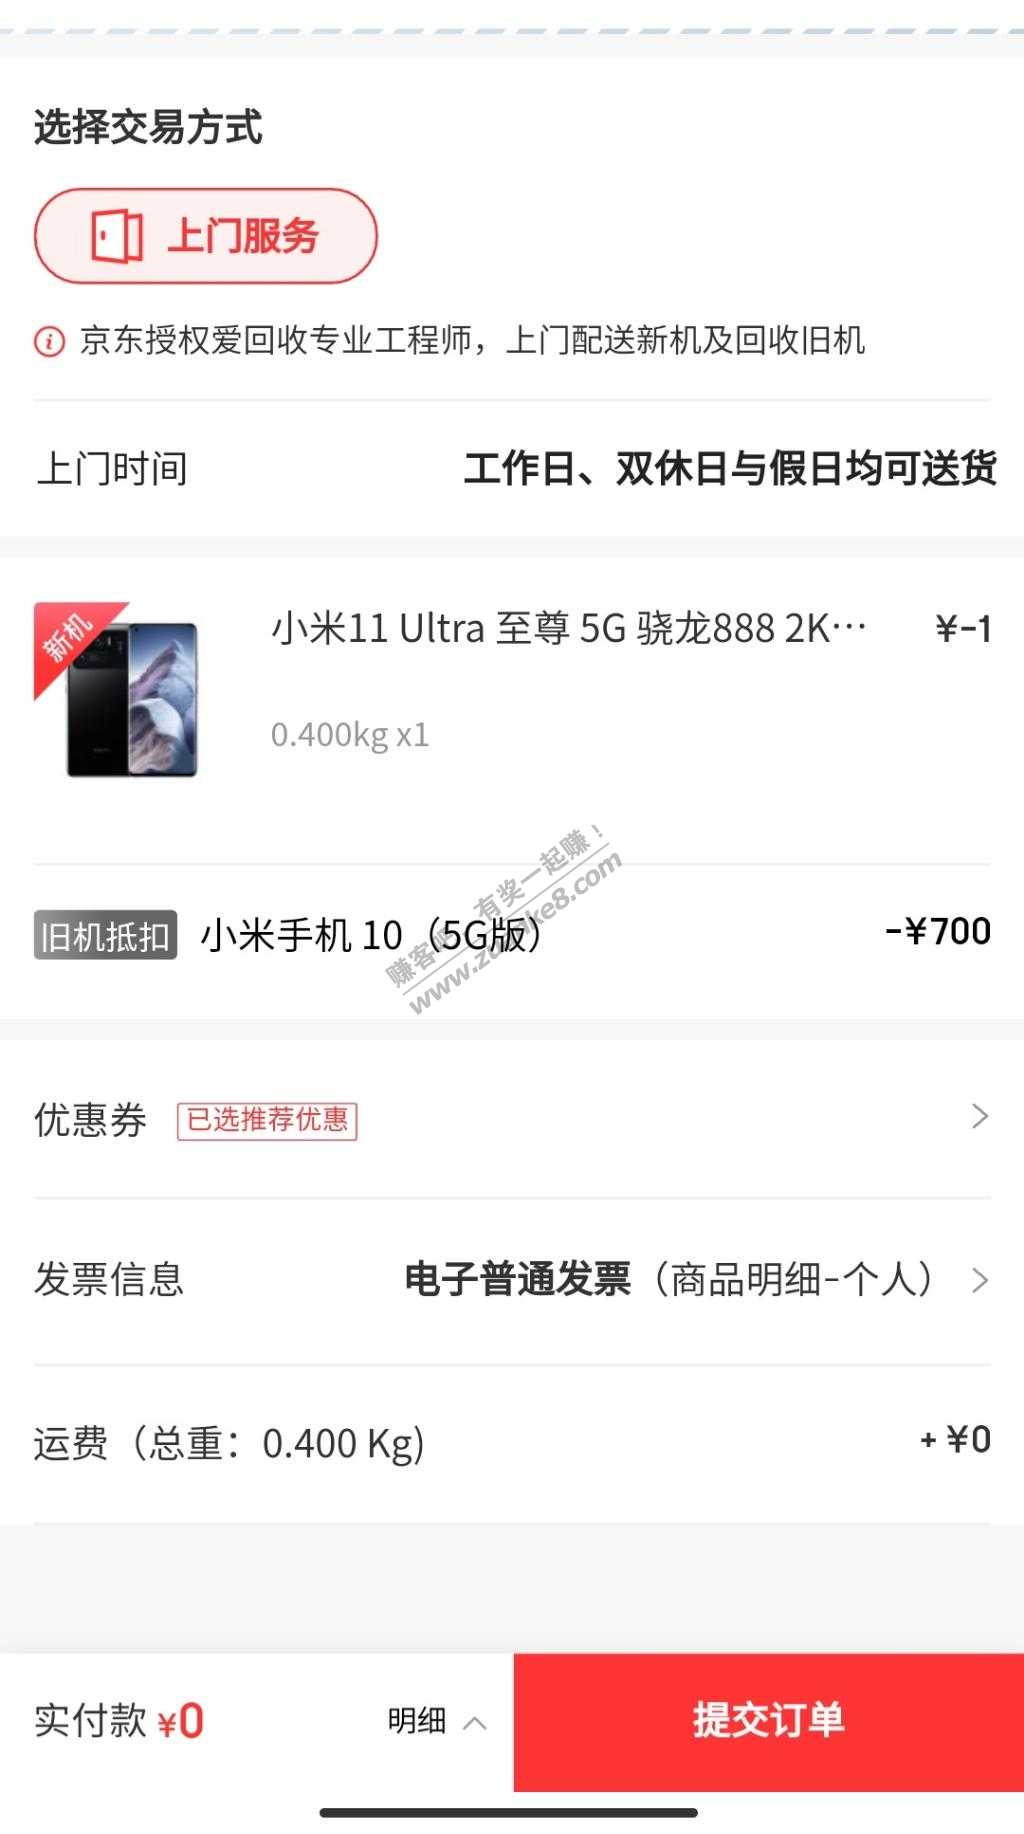 选择交易方式
上门服务
京东授权爱回收专业工程师，上门配送新机及回收旧机
上门时间 工作日、双休日与假日均可送货
新机
小米11 Ultra 至尊 5G 骁龙888 2K… ¥-1
0.400kg x1
旧机抵扣 小米手机 10（5G版） -¥700
赚客吧，有奖一起赚！
www.zuanke8.com
优惠券 已选推荐优惠
发票信息 电子普通发票（商品明细-个人）
运费（总重：0.400 Kg) + ¥0
实付款 ¥0 明细 提交订单